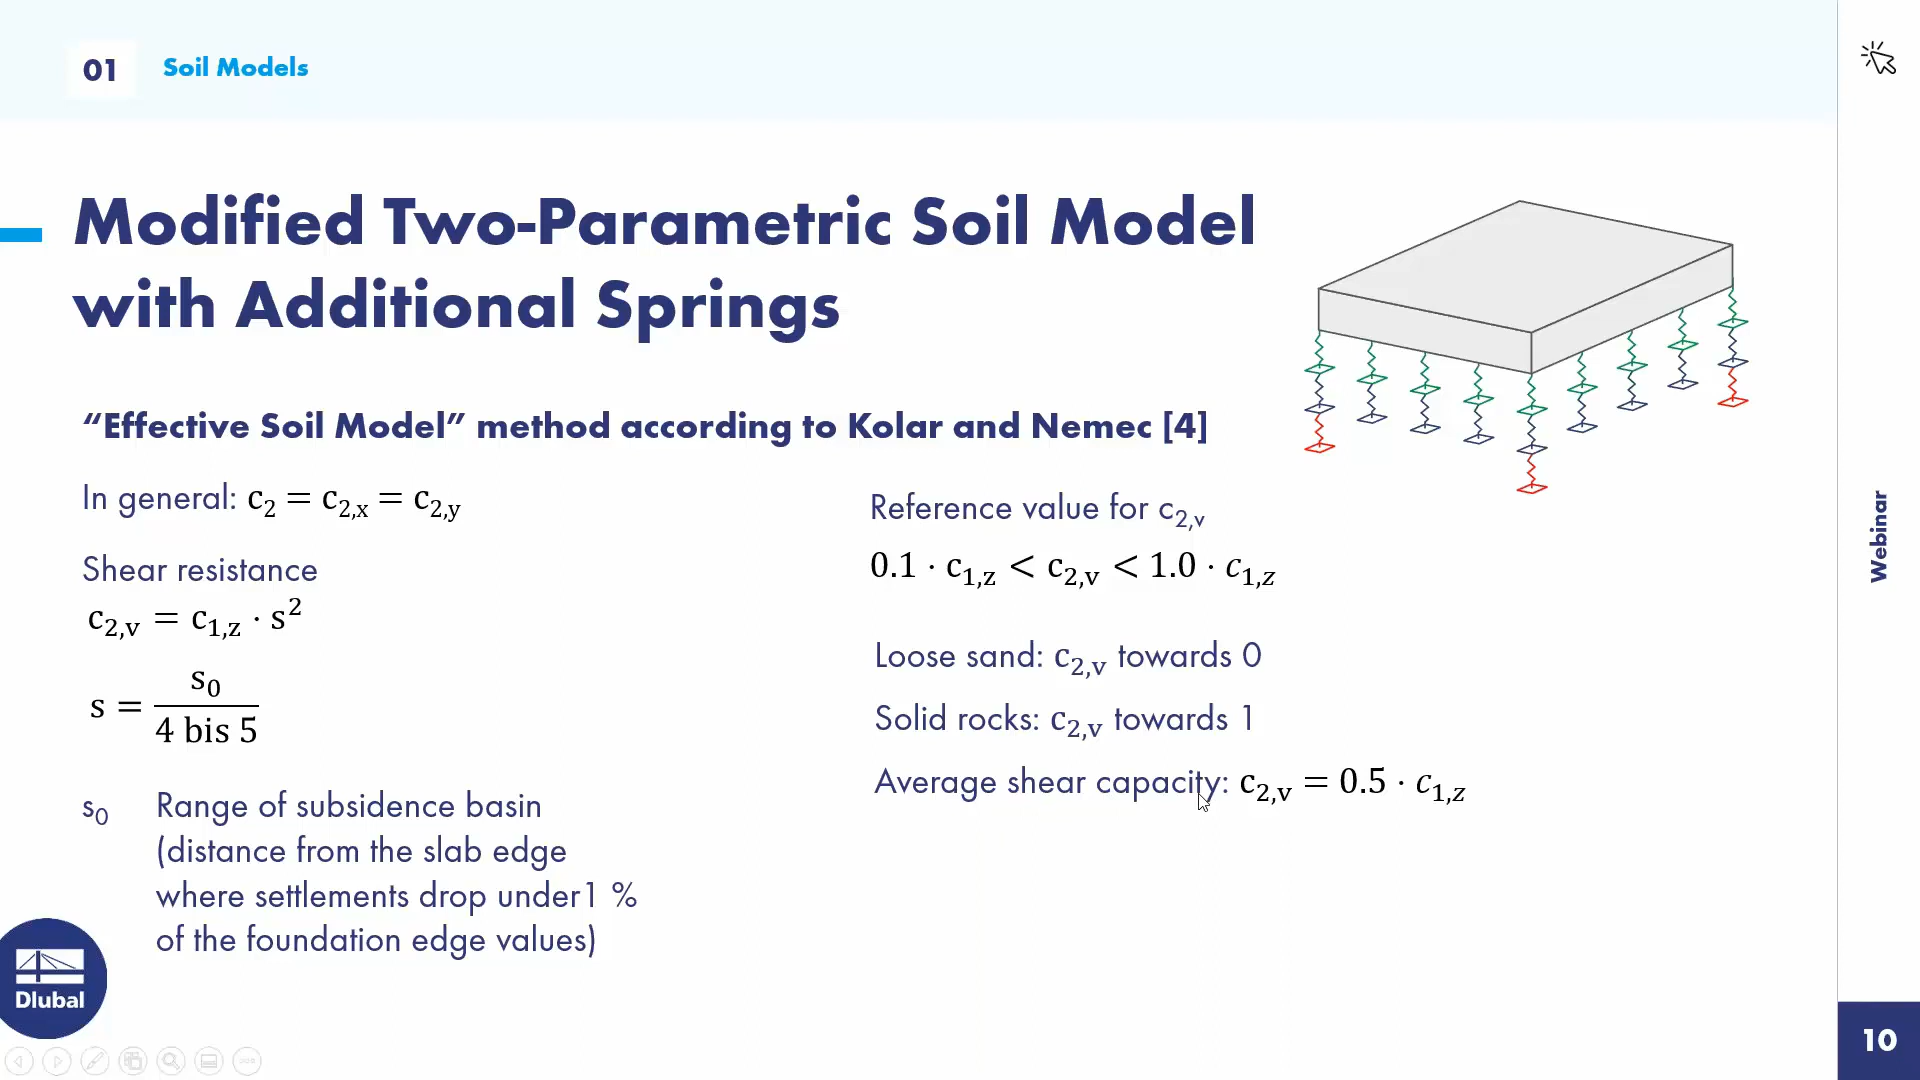 01
Soil Models
Modified Two-Parametric Soil Model
with Additional Springs
“Effective Soil Model” method according to Kolar and Nemec [4]
In general: c₂ = c₂,ₓ = c₂,y
Shear resistance
c₂,ᵥ = c₁,z · s²
s = s₀ / 4 bis 5
s₀ Range of subsidence basin
(distance from the slab edge
where settlements drop under1 %
of the foundation edge values)
Reference value for c₂,ᵥ
0.1 · c₁,z < c₂,ᵥ < 1.0 · c₁,z
Loose sand: c₂,ᵥ towards 0
Solid rocks: c₂,ᵥ towards 1
Average shear capacity: c₂,ᵥ = 0.5 · c₁,z
Webinar
Dlubal
10